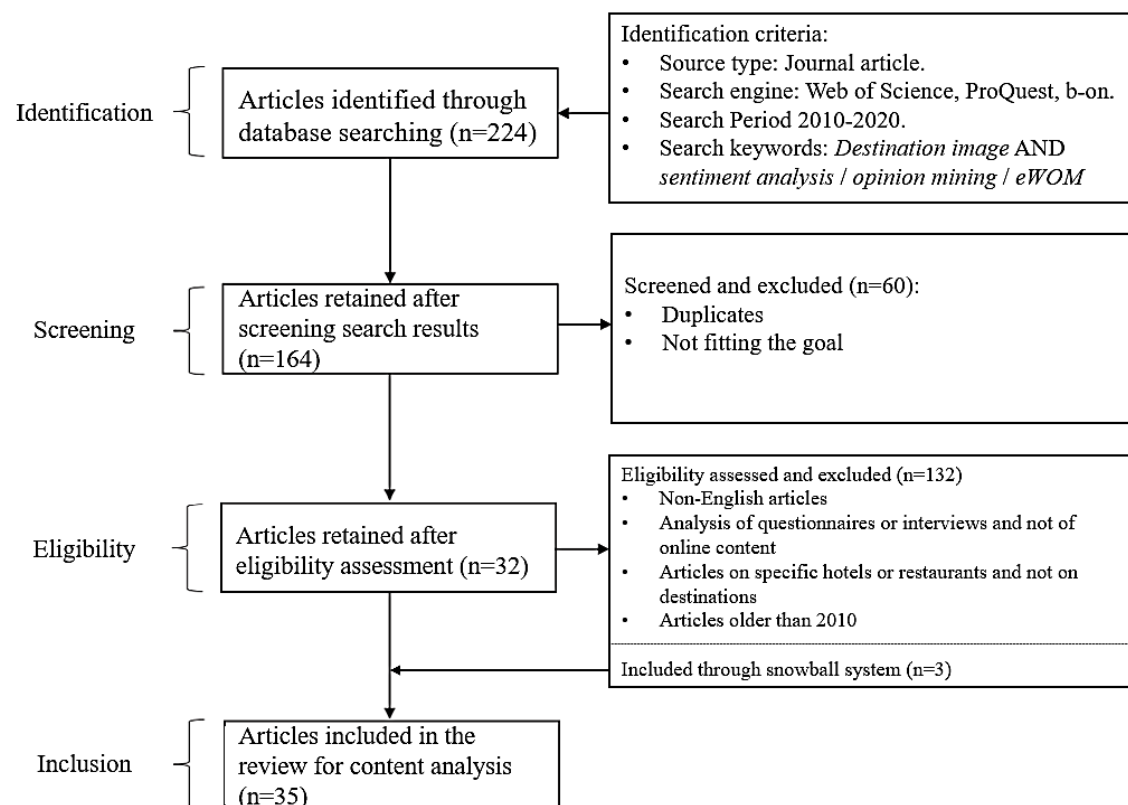 Identification
Articles identified through
database searching (n=224)
Identification criteria:
• Source type: Journal article.
• Search engine: Web of Science, ProQuest, b-on.
• Search Period 2010-2020.
• Search keywords: Destination image AND
sentiment analysis / opinion mining / eWOM
Screening
Articles retained after
screening search results
(n=164)
Screened and excluded (n=60):
• Duplicates
• Not fitting the goal
Eligibility
Articles retained after
eligibility assessment (n=32)
Eligibility assessed and excluded (n=132)
• Non-English articles
• Analysis of questionnaires or interviews and not of
online content
• Articles on specific hotels or restaurants and not on
destinations
• Articles older than 2010
Included through snowball system (n=3)
Inclusion
Articles included in the
review for content analysis
(n=35)